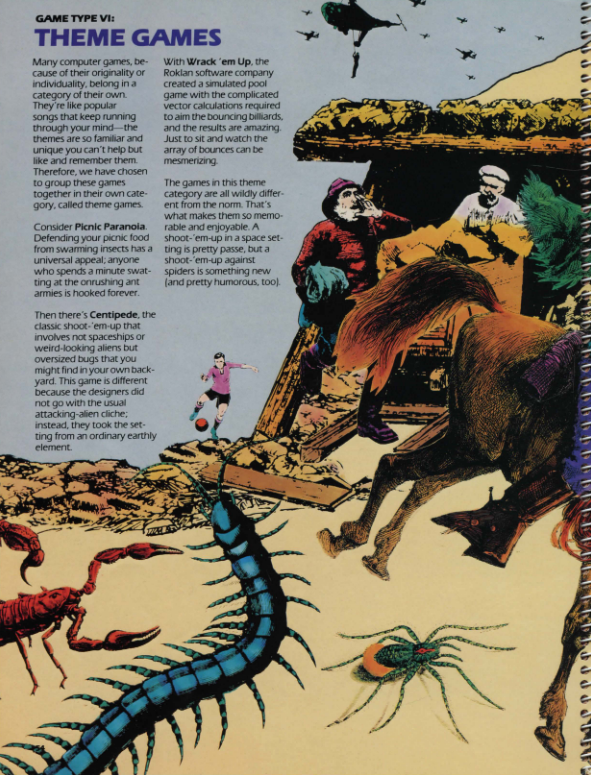 GAME TYPE VI:
THEME GAMES
Many computer games, be-
cause of their originality or
individuality, belong in a
category of their own.
They're like popular
songs that keep running
through your mind—the
themes are so familiar and
unique you can't help but
like and remember them.
Therefore, we have chosen
to group these games
together in their own cate-
gory, called theme games.
Consider Picnic Paranoia.
Defending your picnic food
from swarming insects has a
universal appeal; anyone
who spends a minute swat-
ting at the onrushing ant
armies is hooked forever.
Then there's Centipede, the
classic shoot-'em-up that
involves not spaceships or
weird-looking aliens but
oversized bugs that you
might find in your own back-
yard. This game is different
because the designers did
not go with the usual
attacking-alien cliche;
instead, they took the set-
ting from an ordinary earthly
element.
With Wrack 'em Up, the
Roklan software company
created a simulated pool
game with the complicated
vector calculations required
to aim the bouncing billiards,
and the results are amazing.
Just to sit and watch the
array of bounces can be
mesmerizing.
The games in this theme
category are all wildly differ-
ent from the norm. That's
what makes them so memo-
rable and enjoyable. A
shoot-'em-up in a space set-
ting is pretty passe, but a
shoot-'em-up against
spiders is something new
(and pretty humorous, too).